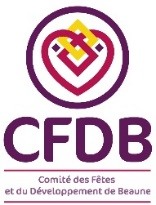 CFDB
Comité des Fêtes
et du Développement de Beaune